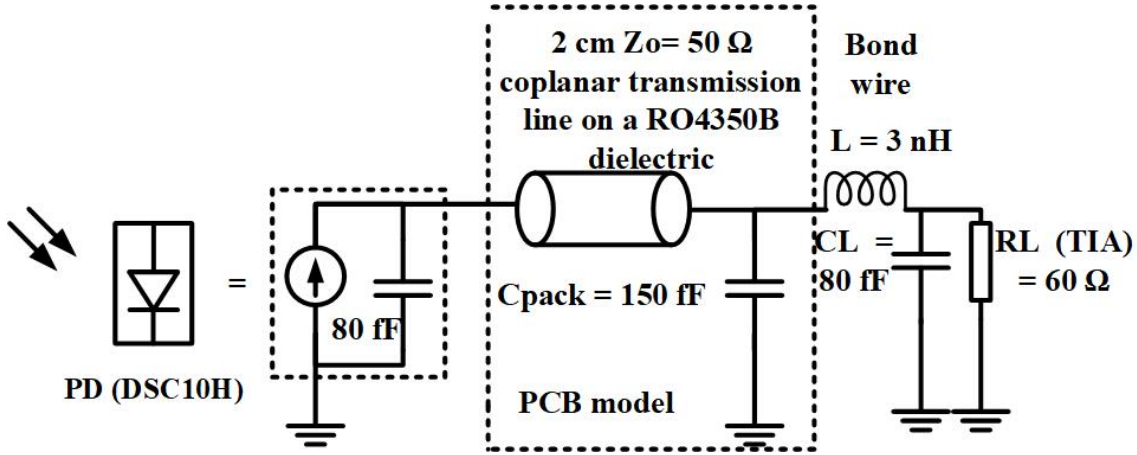 2 cm Zo= 50 Ω
coplanar transmission
line on a RO4350B
dielectric
Bond
wire
L = 3 nH
=
80 fF
PD (DSC10H)
Cpack = 150 fF
PCB model
CL =
80 fF
RL (TIA)
= 60 Ω